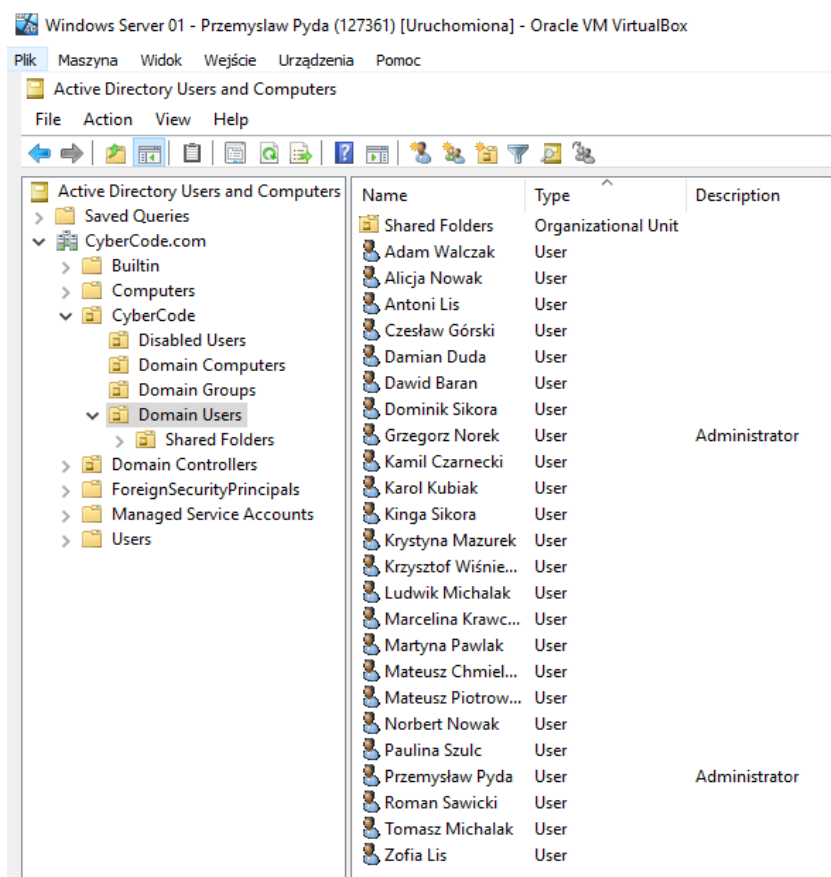 Windows Server 01 - Przemyslaw Pyda (127361) [Uruchomiona] - Oracle VM VirtualBox
Plik Maszyna Widok Wejście Urządzenia Pomoc
Active Directory Users and Computers
File Action View Help
Active Directory Users and Computers
Saved Queries
CyberCode.com
Builtin
Computers
CyberCode
Disabled Users
Domain Computers
Domain Groups
Domain Users
Shared Folders
Domain Controllers
ForeignSecurityPrincipals
Managed Service Accounts
Users
Name Type Description
Shared Folders Organizational Unit
Adam Walczak User
Alicja Nowak User
Antoni Lis User
Czesław Górski User
Damian Duda User
Dawid Baran User
Dominik Sikora User
Grzegorz Norek User Administrator
Kamil Czarnecki User
Karol Kubiak User
Kinga Sikora User
Krystyna Mazurek User
Krzysztof Wiśnie... User
Ludwik Michalak User
Marcelina Krawc... User
Martyna Pawlak User
Mateusz Chmiel... User
Mateusz Piotrow... User
Norbert Nowak User
Paulina Szulc User
Przemysław Pyda User Administrator
Roman Sawicki User
Tomasz Michalak User
Zofia Lis User